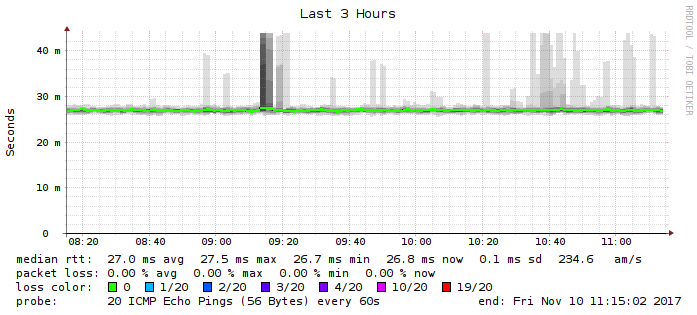 Last 3 Hours
RRDTOOL / TOBI OETIKER
Seconds
40 m
30 m
20 m
10 m
0
08:20 08:40 09:00 09:20 09:40 10:00 10:20 10:40 11:00
median rtt: 27.0 ms avg 27.5 ms max 26.7 ms min 26.8 ms now 0.1 ms sd 234.6 am/s
packet loss: 0.00 % avg 0.00 % max 0.00 % min 0.00 % now
loss color: 0 1/20 2/20 3/20 4/20 10/20 19/20
probe: 20 ICMP Echo Pings (56 Bytes) every 60s end: Fri Nov 10 11:15:02 2017